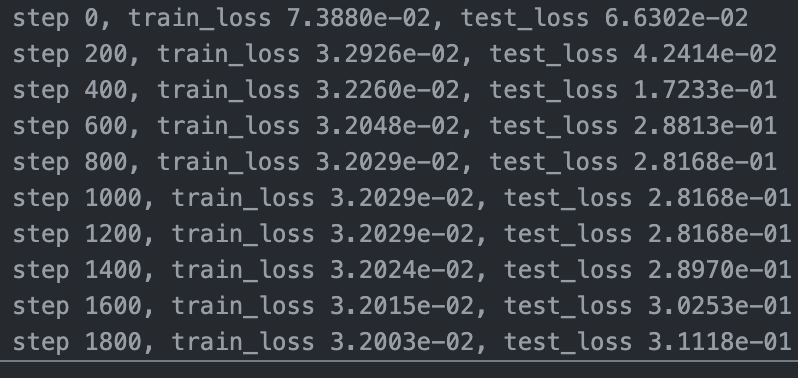 step 0, train_loss 7.3880e-02, test_loss 6.6302e-02
step 200, train_loss 3.2926e-02, test_loss 4.2414e-02
step 400, train_loss 3.2260e-02, test_loss 1.7233e-01
step 600, train_loss 3.2048e-02, test_loss 2.8813e-01
step 800, train_loss 3.2029e-02, test_loss 2.8168e-01
step 1000, train_loss 3.2029e-02, test_loss 2.8168e-01
step 1200, train_loss 3.2029e-02, test_loss 2.8168e-01
step 1400, train_loss 3.2024e-02, test_loss 2.8970e-01
step 1600, train_loss 3.2015e-02, test_loss 3.0253e-01
step 1800, train_loss 3.2003e-02, test_loss 3.1118e-01